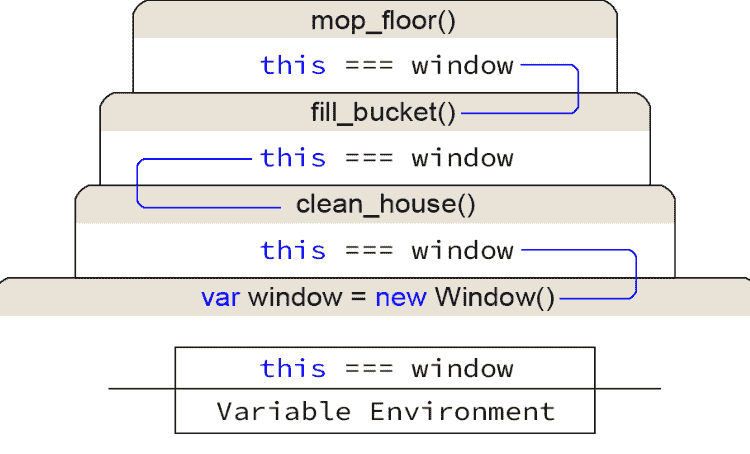 mop_floor()
this === window
fill_bucket()
this === window
clean_house()
this === window
var window = new Window()
this === window
Variable Environment